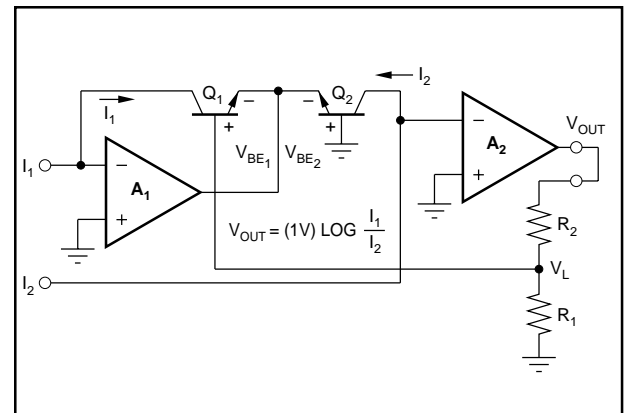 Q1
Q2
I2
I1
−
−
+
+
VBE1
VBE2
I1
−
A1
+
−
A2
+
VOUT
R2
VOUT = (1V) LOG I1
I2
VL
I2
R1